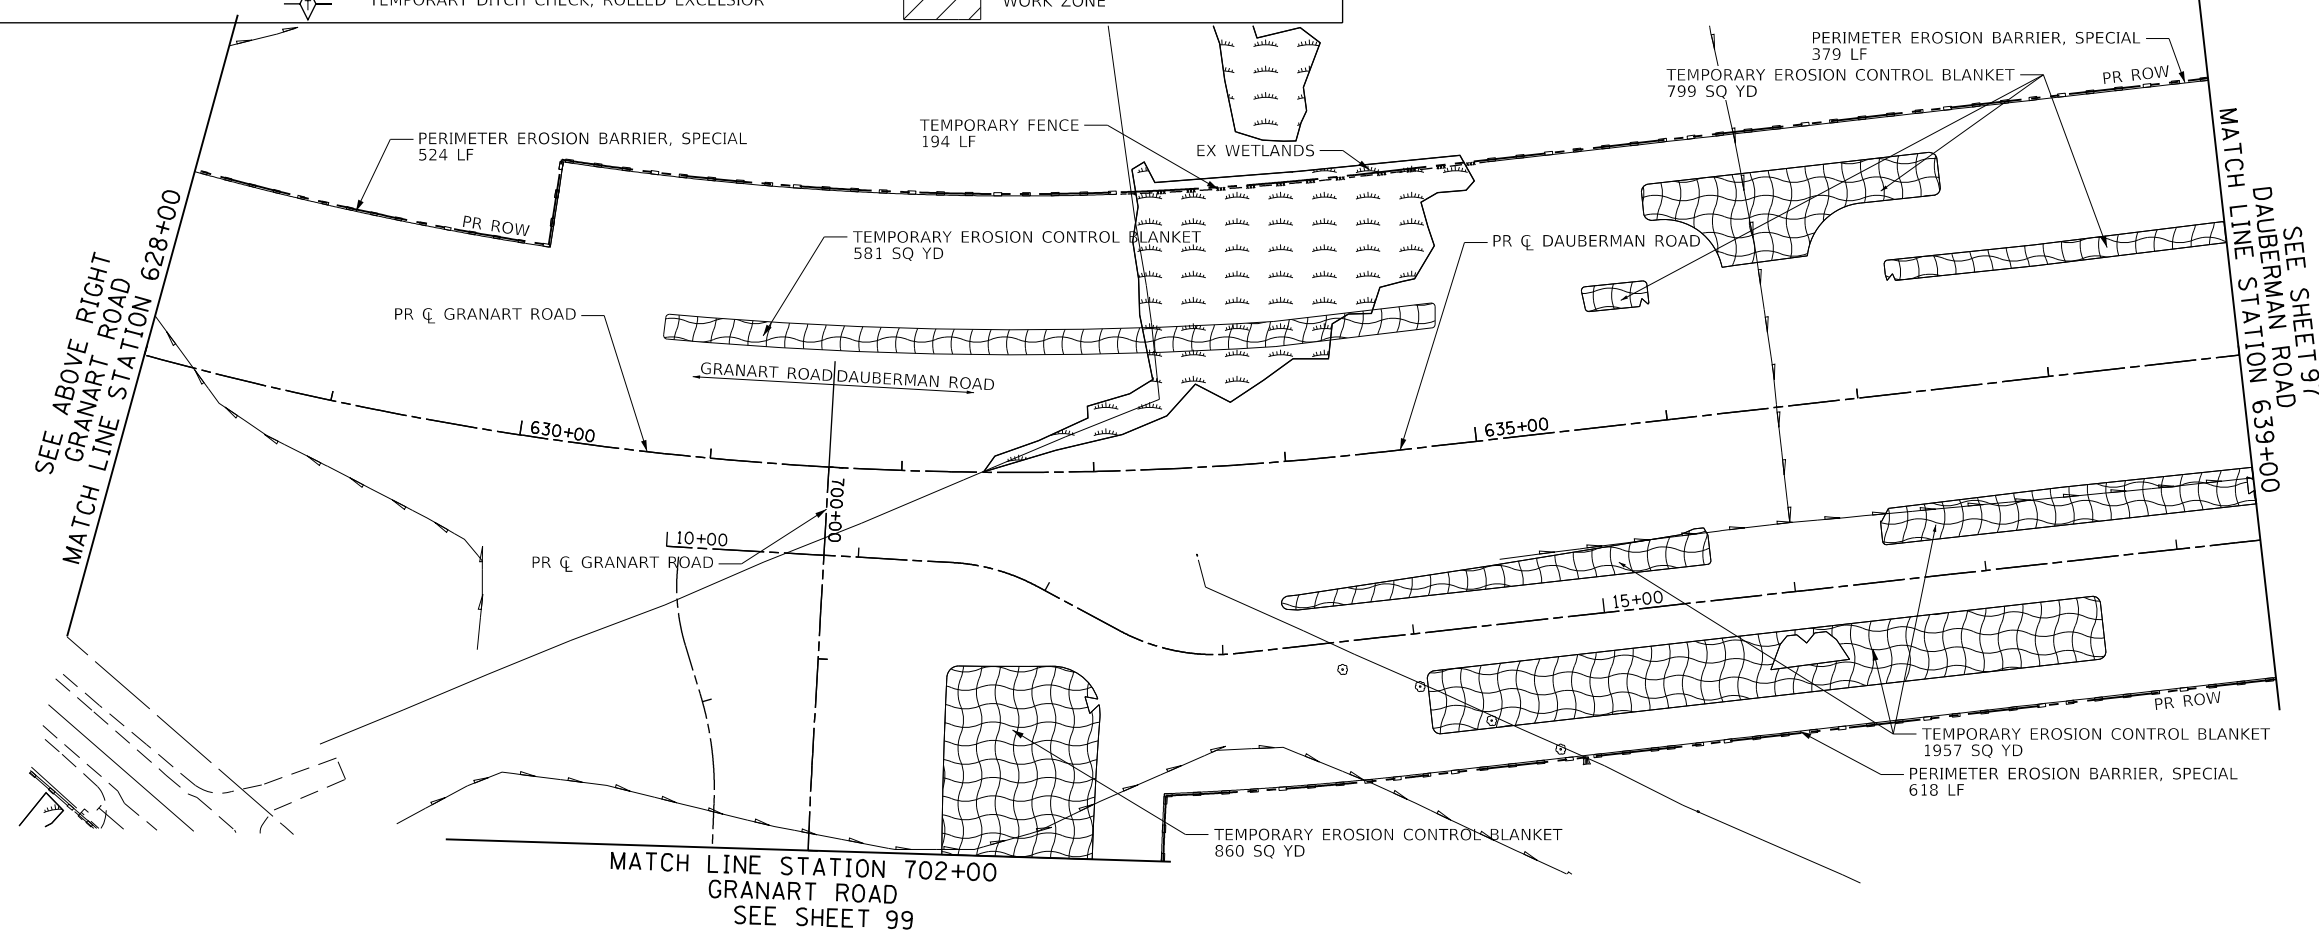 TEMPORARY DITCH CHECK, ROLLED EXCELSIOR
WORK ZONE
PERIMETER EROSION BARRIER, SPECIAL
379 LF
TEMPORARY EROSION CONTROL BLANKET
799 SQ YD
PR ROW
PERIMETER EROSION BARRIER, SPECIAL
524 LF
TEMPORARY FENCE
194 LF
EX WETLANDS
PR ROW
TEMPORARY EROSION CONTROL BLANKET
581 SQ YD
PR ℄ DAUBERMAN ROAD
PR ℄ GRANART ROAD
GRANART ROAD
DAUBERMAN ROAD
630+00
635+00
SEE ABOVE RIGHT
GRANART ROAD
MATCH LINE STATION 628+00
SEE SHEET 97
DAUBERMAN ROAD
MATCH LINE STATION 639+00
700+00
10+00
PR ℄ GRANART ROAD
15+00
PR ROW
TEMPORARY EROSION CONTROL BLANKET
1957 SQ YD
PERIMETER EROSION BARRIER, SPECIAL
618 LF
TEMPORARY EROSION CONTROL BLANKET
860 SQ YD
MATCH LINE STATION 702+00
GRANART ROAD
SEE SHEET 99